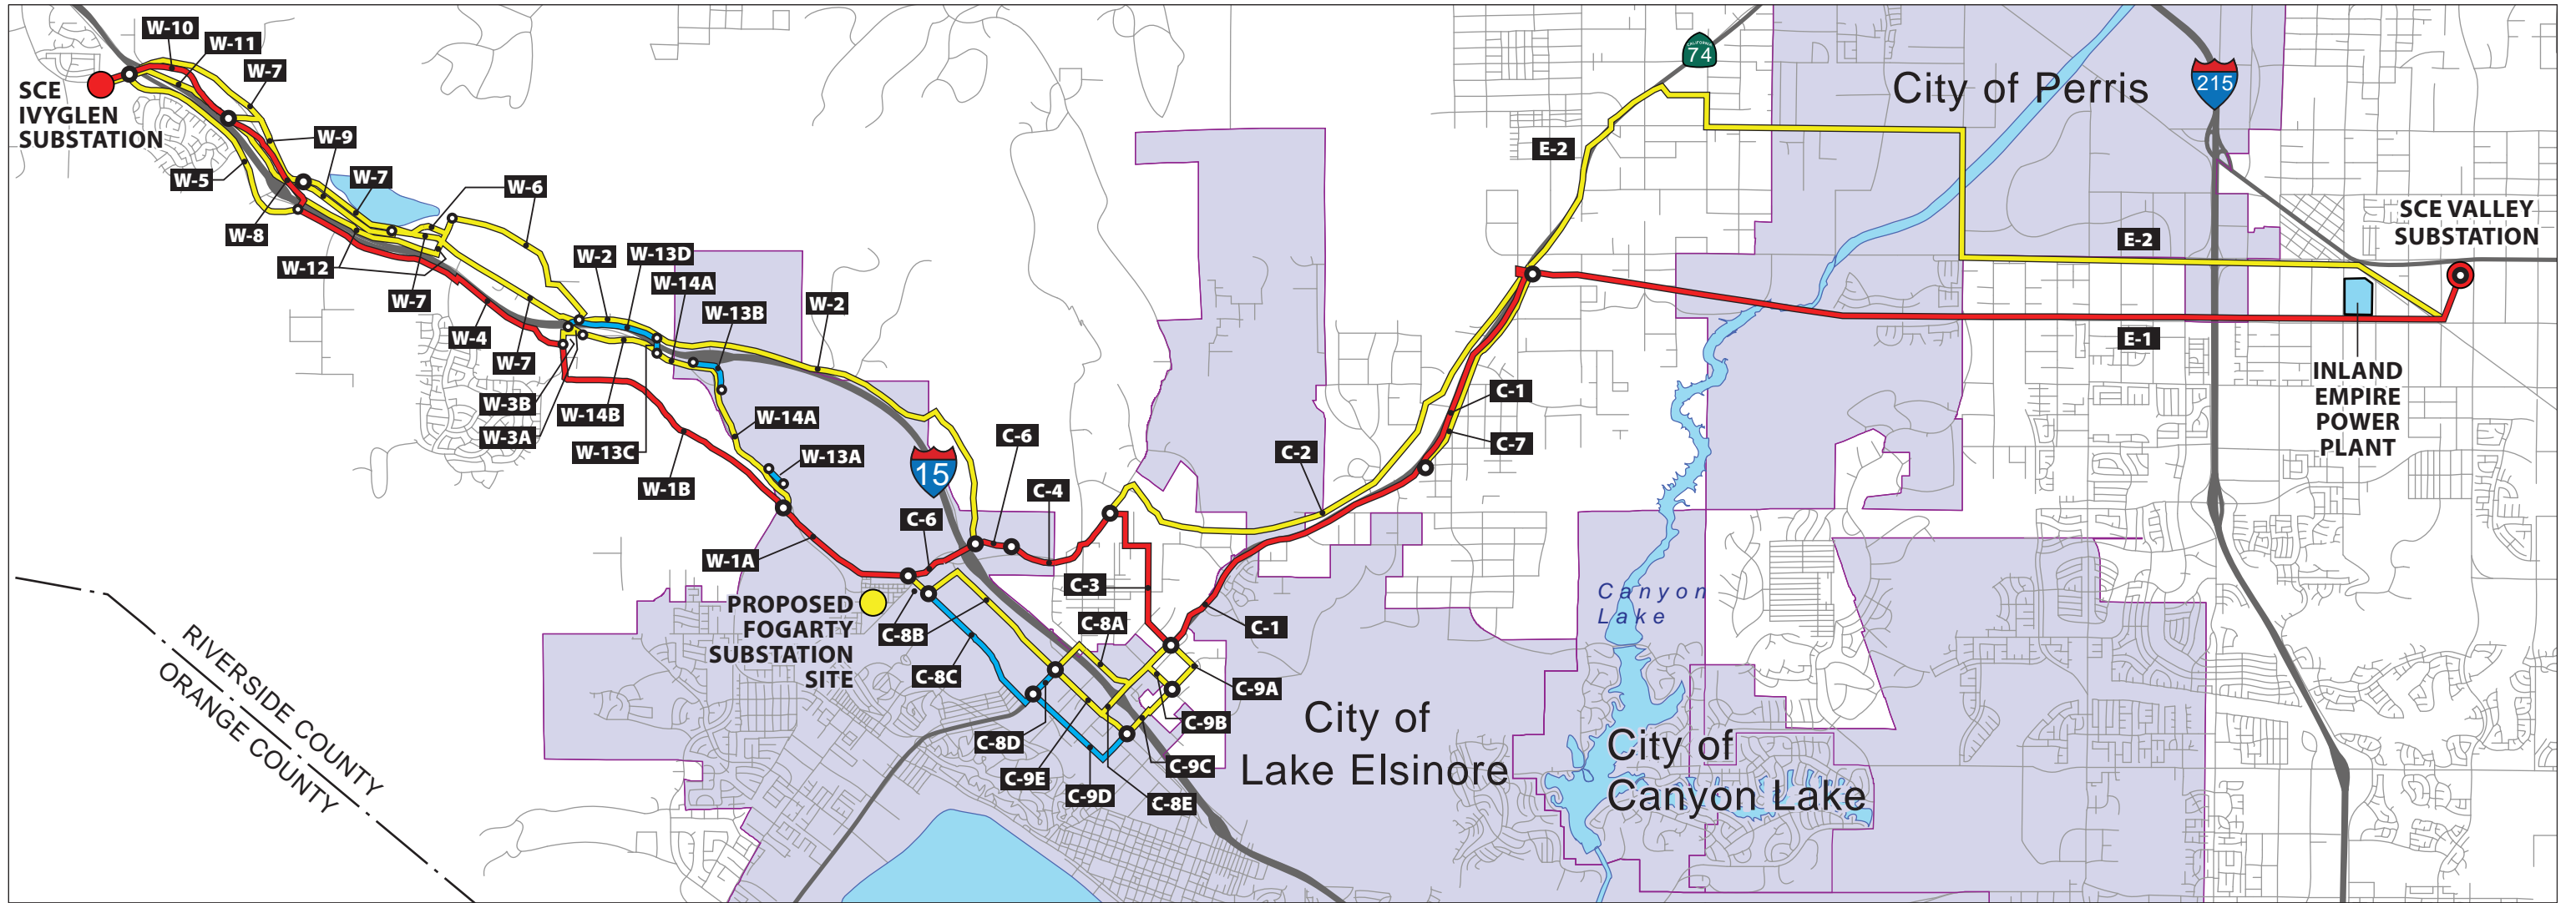 W-10
W-11
W-7
SCE
IVYGLEN
SUBSTATION
W-9
W-5
W-7
W-6
W-8
W-12
W-7
W-2
W-13D
W-14A
W-13B
W-2
W-4
W-7
W-3B
W-14B
W-3A
W-13C
W-14A
W-13A
W-1B
W-1A
15
C-6
C-6
C-4
C-3
C-2
C-1
C-7
C-1
E-2
CALIFORNIA
74
City of Perris
215
SCE VALLEY
SUBSTATION
E-2
E-1
INLAND
EMPIRE
POWER
PLANT
PROPOSED
FOGARTY
SUBSTATION
SITE
C-8B
C-8A
C-8C
C-9A
C-9B
C-8D
C-9C
C-9E
C-9D
C-8E
City of
Lake Elsinore
Canyon
Lake
City of
Canyon Lake
RIVERSIDE COUNTY
ORANGE COUNTY